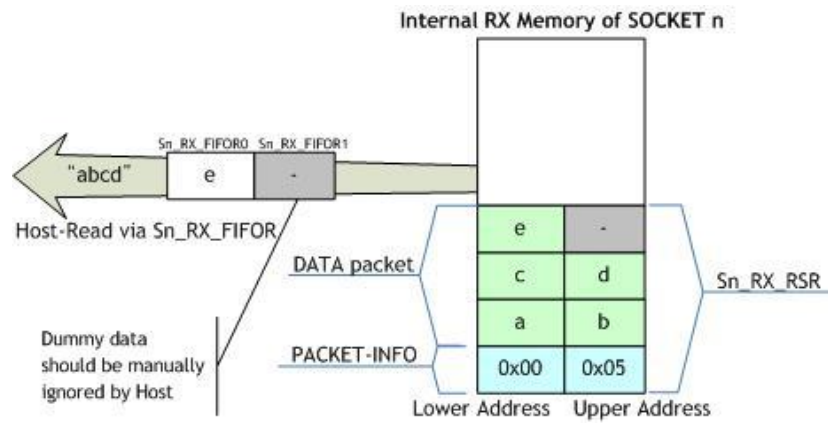 Internal RX Memory of SOCKET n
Sn_RX_FIFOR0 Sn_RX_FIFOR1
"abcd" e -
Host-Read via Sn_RX_FIFOR
e -
DATA packet
c d
Sn_RX_RSR
a b
Dummy data
should be manually
ignored by Host
PACKET-INFO
0x00 0x05
Lower Address Upper Address